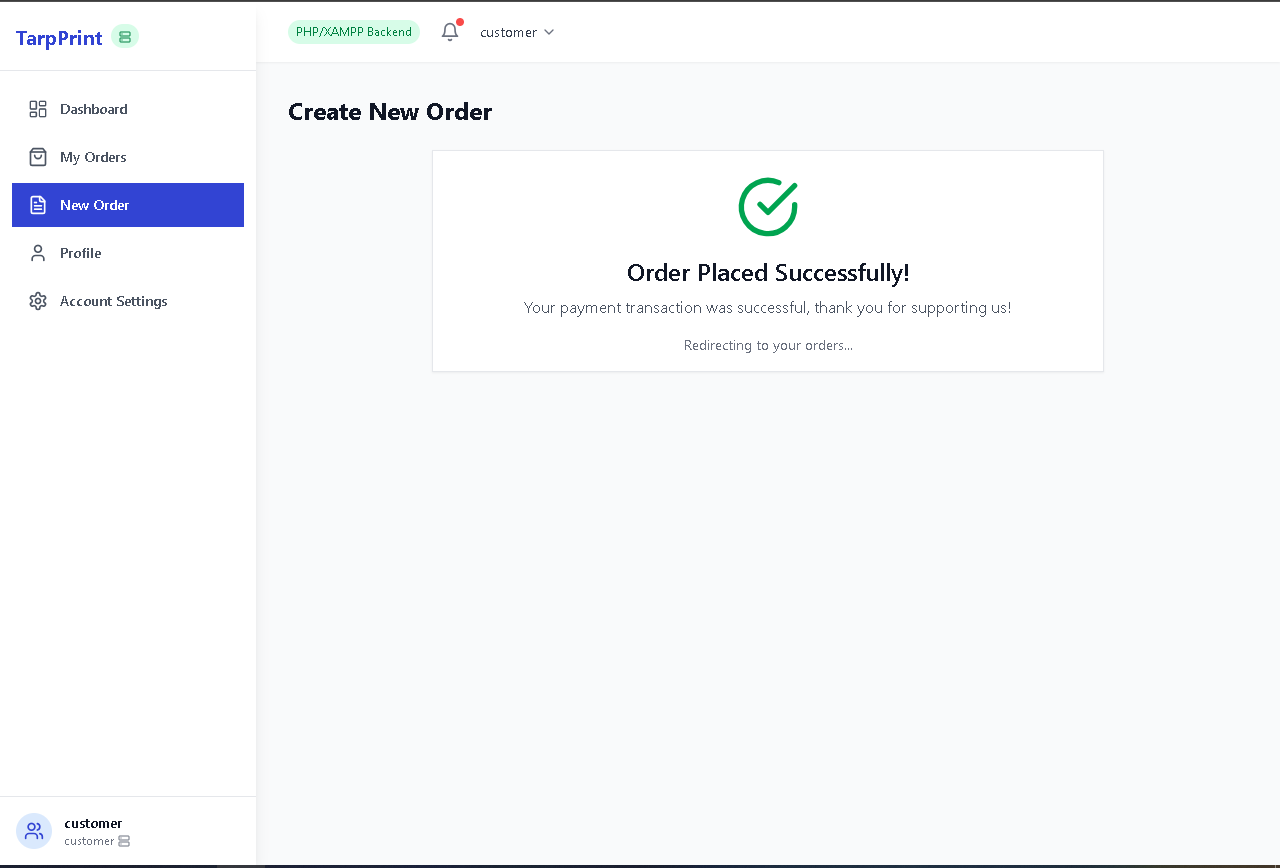 TarpPrint
PHP/XAMPP Backend
customer
Dashboard
My Orders
New Order
Profile
Account Settings
Create New Order
Order Placed Successfully!
Your payment transaction was successful, thank you for supporting us!
Redirecting to your orders...
customer
customer